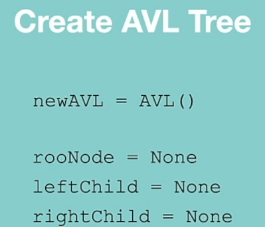 Create AVL Tree
newAVL = AVL()
rooNode = None
leftChild = None
rightChild = None